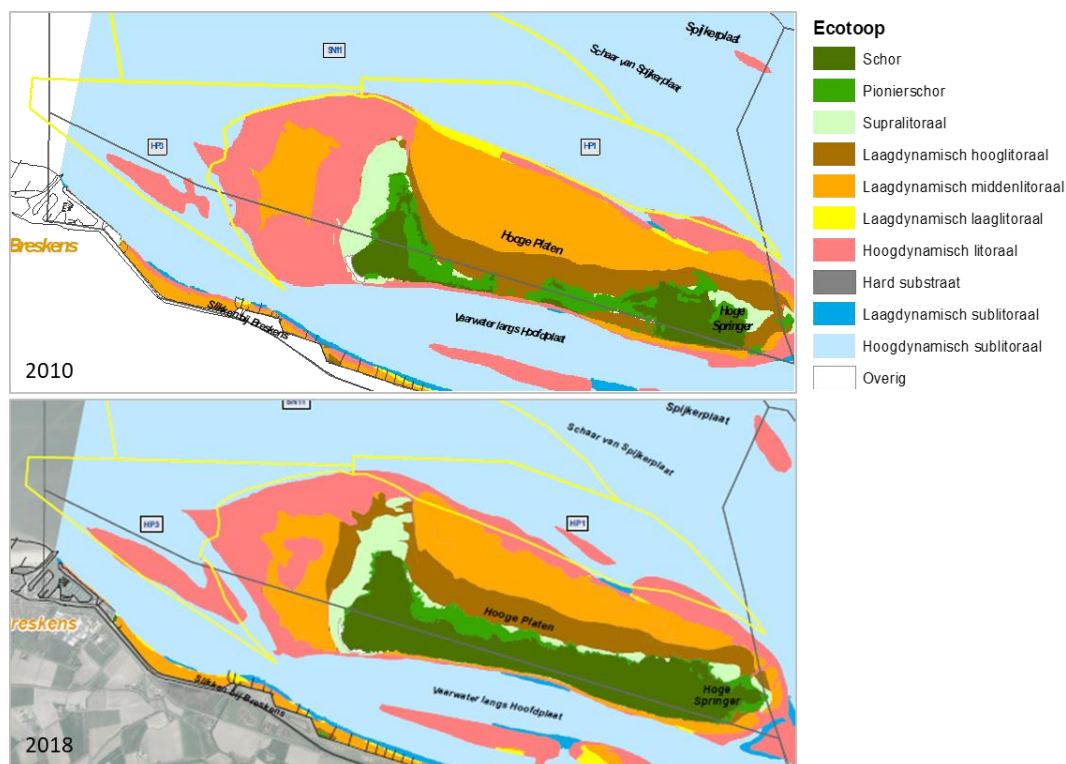 Spijkerplaat
SN11
Schaar van Spijkerplaat
HP3
HP1
Breskens
Hooge Platen
Hoge
Springer
Slikken bij Breskens
Vaarwater langs Hoofdplaat
2010
Ecotoop
Schor
Pionierschor
Supralitoraal
Laagdynamisch hooglitoraal
Laagdynamisch middenlitoraal
Laagdynamisch laaglitoraal
Hoogdynamisch litoraal
Hard substraat
Laagdynamisch sublitoraal
Hoogdynamisch sublitoraal
Overig
SN11
Spijkerplaat
Schaar van Spijkerplaat
HP3
HP1
reskens
Hooge Platen
Hoge
Springer
Slikken bij Breskens
Vaarwater langs Hoofdplaat
2018